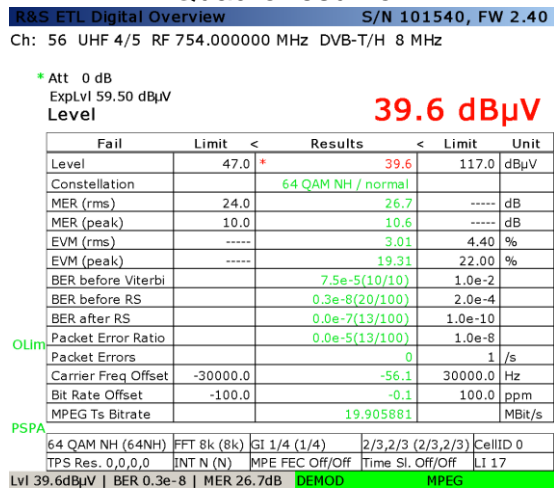 R&S ETL Digital Overview S/N 101540, FW 2.40
Ch: 56 UHF 4/5 RF 754.000000 MHz DVB-T/H 8 MHz
* Att 0 dB
ExpLvl 59.50 dBµV
Level 39.6 dBµV
Fail Limit < Results < Limit Unit
Level 47.0 * 39.6 117.0 dBµV
Constellation 64 QAM NH / normal
MER (rms) 24.0 26.7 ----- dB
MER (peak) 10.0 10.6 ----- dB
EVM (rms) ----- 3.01 4.40 %
EVM (peak) ----- 19.31 22.00 %
BER before Viterbi 7.5e-5(10/10) 1.0e-2
BER before RS 0.3e-8(20/100) 2.0e-4
BER after RS 0.0e-7(13/100) 1.0e-10
Packet Error Ratio 0.0e-5(13/100) 1.0e-8
OLim
Packet Errors 0 1 /s
Carrier Freq Offset -30000.0 -56.1 30000.0 Hz
Bit Rate Offset -100.0 -0.1 100.0 ppm
MPEG Ts Bitrate 19.905881 MBit/s
PSPA
64 QAM NH (64NH) FFT 8k (8k) GI 1/4 (1/4) 2/3,2/3 (2/3,2/3) CellID 0
TPS Res. 0,0,0,0 INT N (N) MPE FEC Off/Off Time Sl. Off/Off LI 17
Lvl 39.6dBµV | BER 0.3e-8 | MER 26.7dB DEMOD MPEG